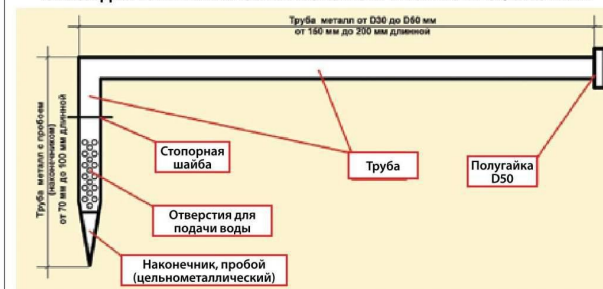 Труба металл от D30 до D50 мм
от 150 мм до 200 мм длинной
Труба металл с пробоем
(наконечником)
от 70 мм до 100 мм длинной
Стопорная
шайба
Труба
Полугайка
D50
Отверстия для
подачи воды
Наконечник, пробой
(цельнометаллический)